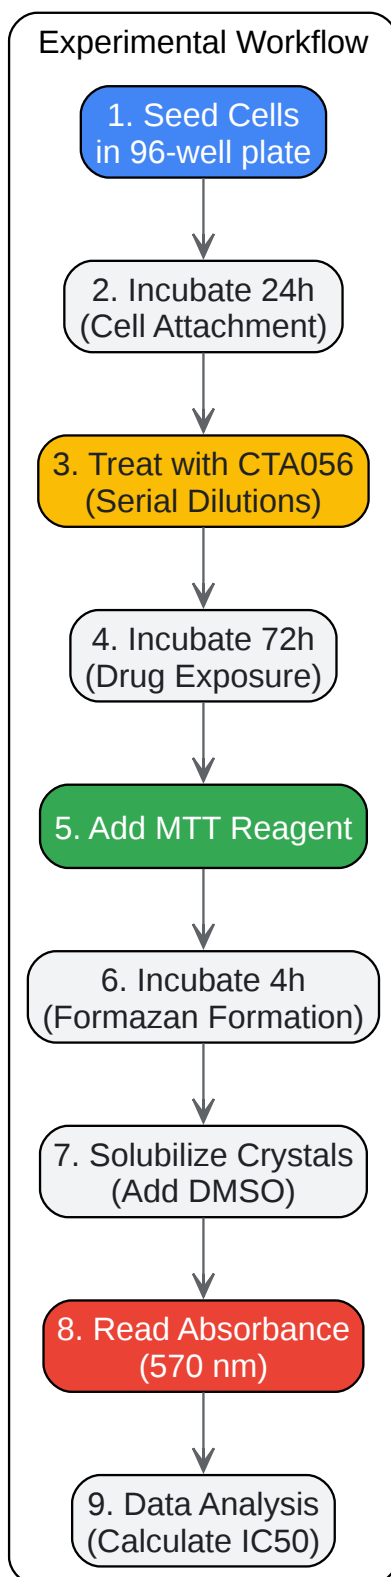 Experimental Workflow
1. Seed Cells
in 96-well plate
2. Incubate 24h
(Cell Attachment)
3. Treat with CTA056
(Serial Dilutions)
4. Incubate 72h
(Drug Exposure)
5. Add MTT Reagent
6. Incubate 4h
(Formazan Formation)
7. Solubilize Crystals
(Add DMSO)
8. Read Absorbance
(570 nm)
9. Data Analysis
(Calculate IC50)